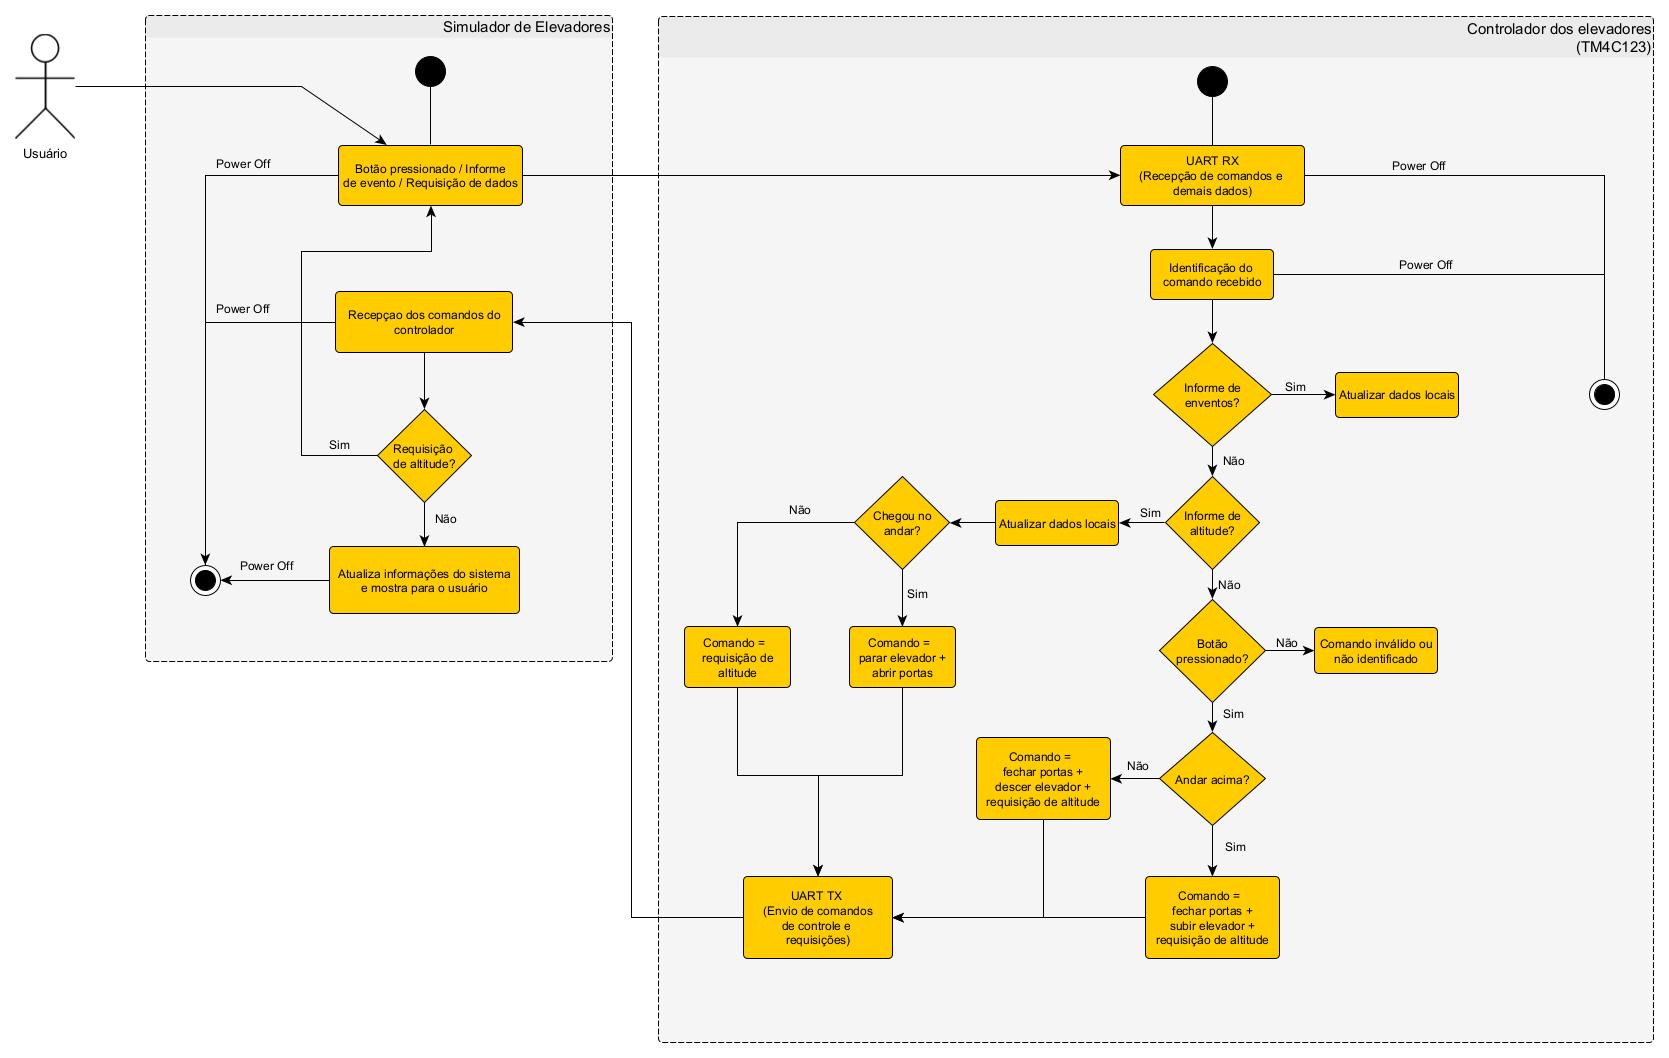 Simulador de Elevadores
Controlador dos elevadores
(TM4C123)
Usuário
Power Off
Botão pressionado / Informe
de evento / Requisição de dados
UART RX
(Recepção de comandos e
demais dados)
Power Off
Identificação do
comando recebido
Power Off
Power Off
Recepçao dos comandos do
controlador
Informe de
enventos?
Sim
Atualizar dados locais
Sim
Requisição
de altitude?
Não
Não
Não
Chegou no
andar?
Atualizar dados locais
Sim
Informe de
altitude?
Power Off
Atualiza informações do sistema
e mostra para o usuário
Sim
Não
Comando =
requisição de
altitude
Comando =
parar elevador +
abrir portas
Botão
pressionado?
Não
Comando inválido ou
não identificado
Sim
Comando =
fechar portas +
descer elevador +
requisição de altitude
Não
Andar acima?
Sim
UART TX
(Envio de comandos
de controle e
requisições)
Comando =
fechar portas +
subir elevador +
requisição de altitude